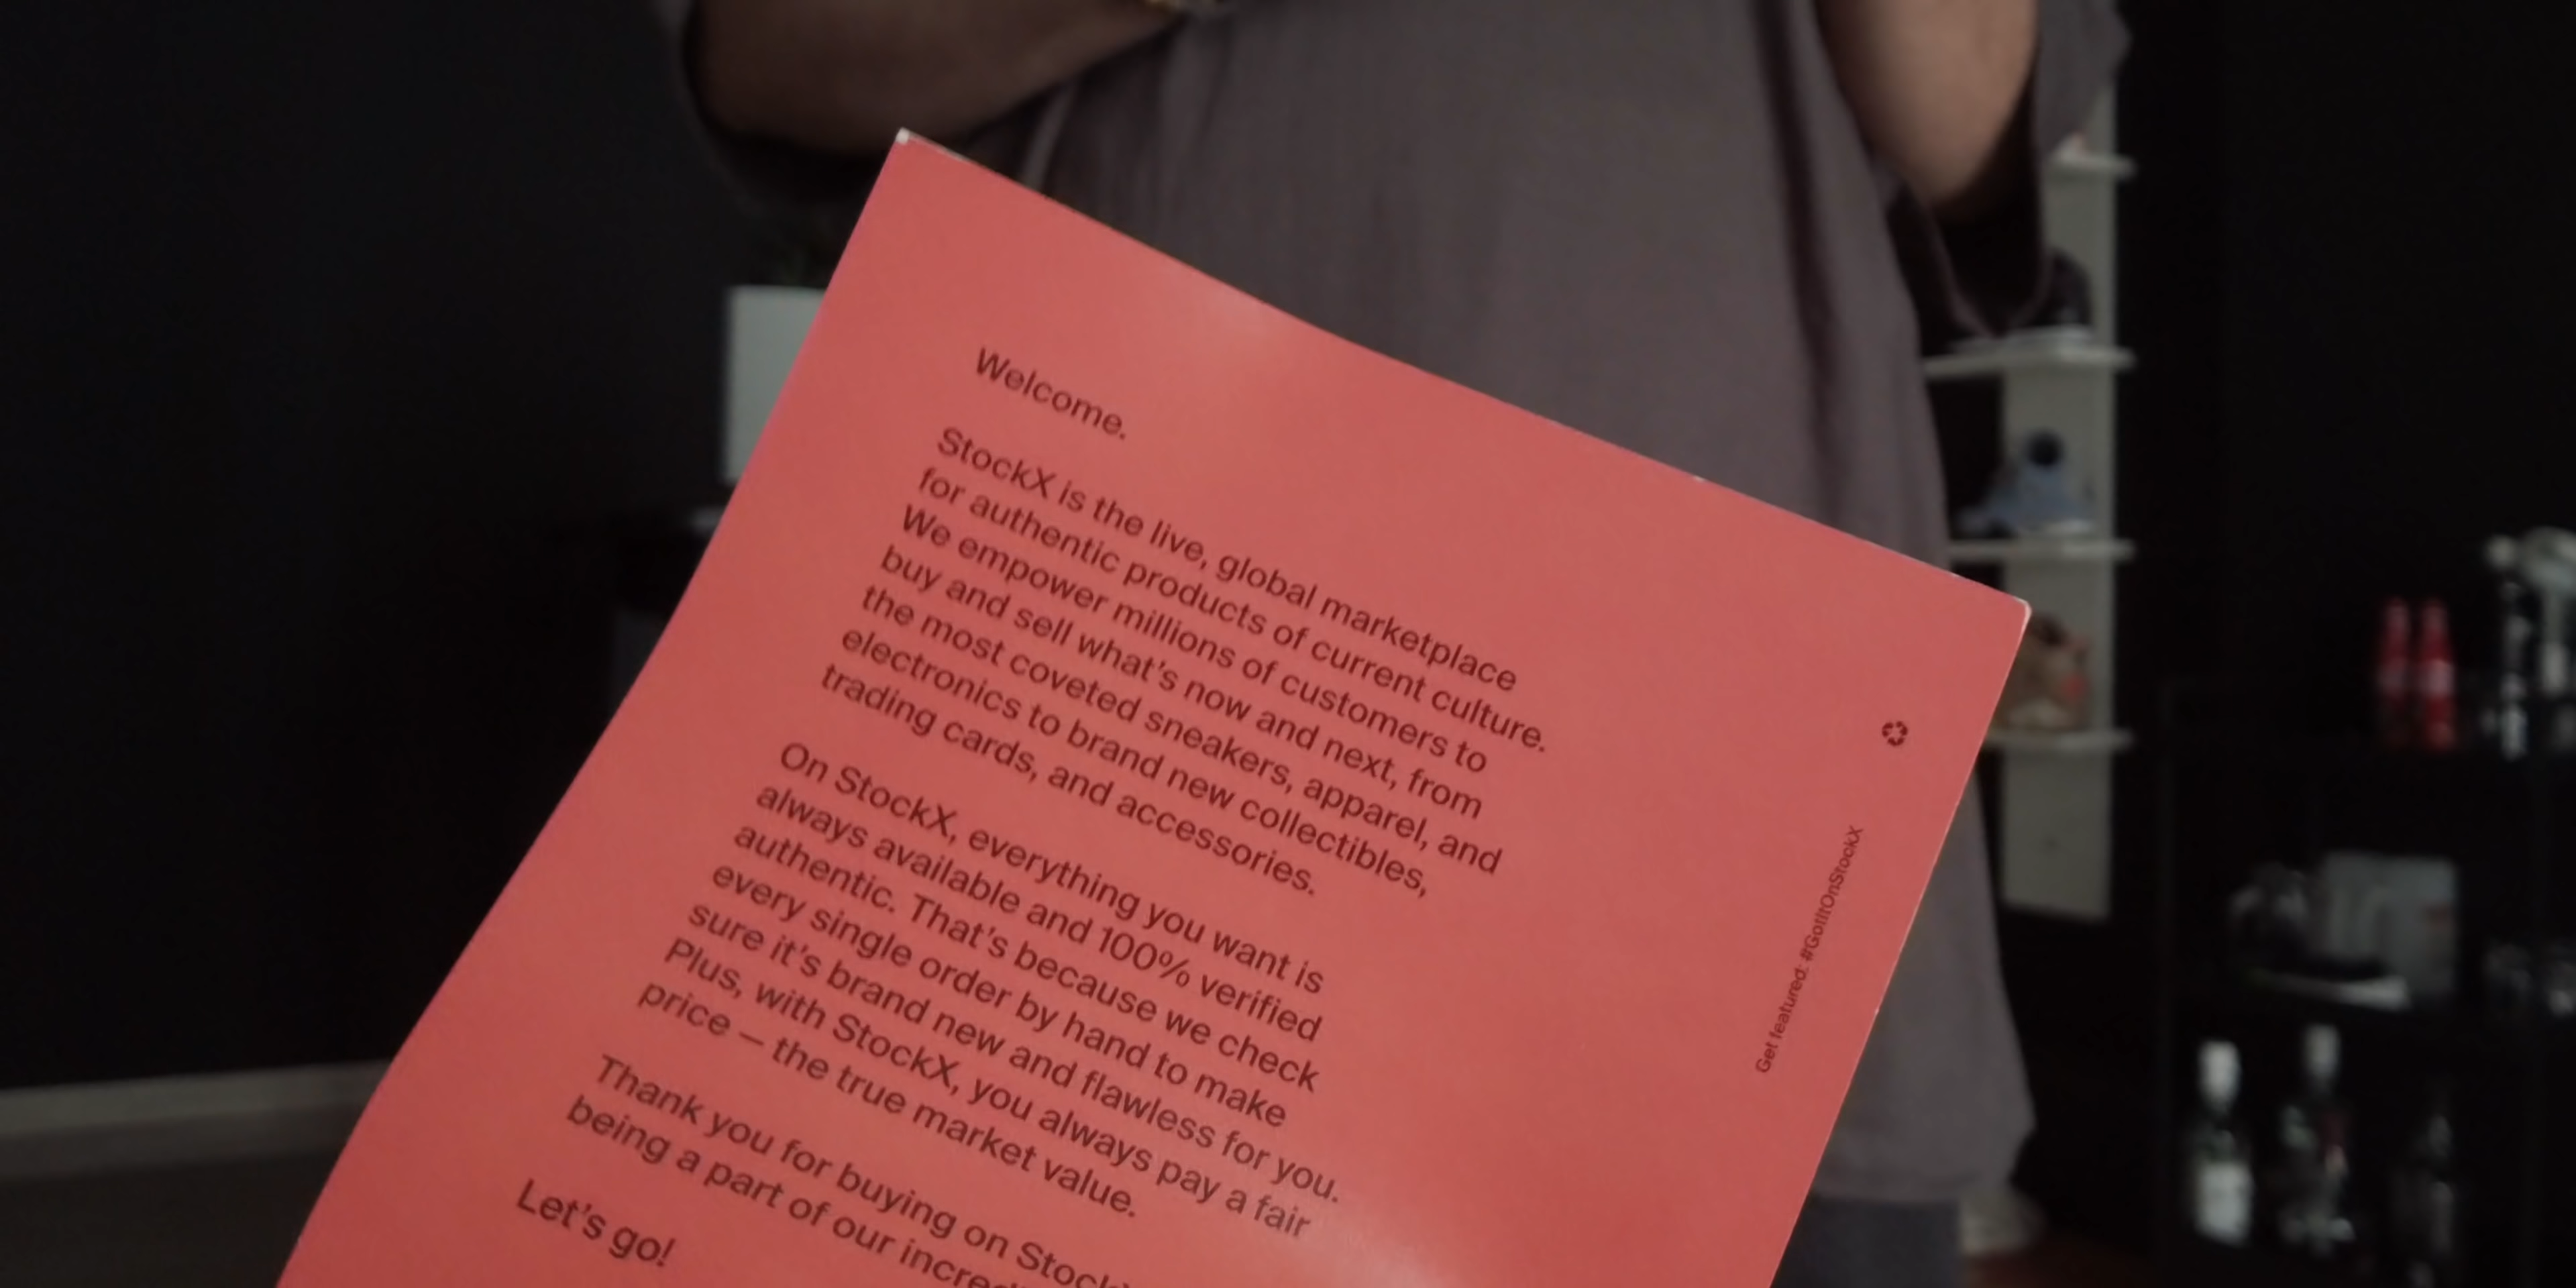 Welcome.
StockX is the live, global marketplace
for authentic products of current culture.
We empower millions of customers to
buy and sell what's now and next, from
the most coveted sneakers, apparel, and
electronics to brand new collectibles,
trading cards, and accessories.
On StockX, everything you want is
always available and 100% verified
authentic. That's because we check
every single order by hand to make
sure it's brand new and flawless for you.
Plus, with StockX, you always pay a fair
price — the true market value.
Thank you for buying on
being a part of our
Let's go!
Get featured: #GotItOnStockX